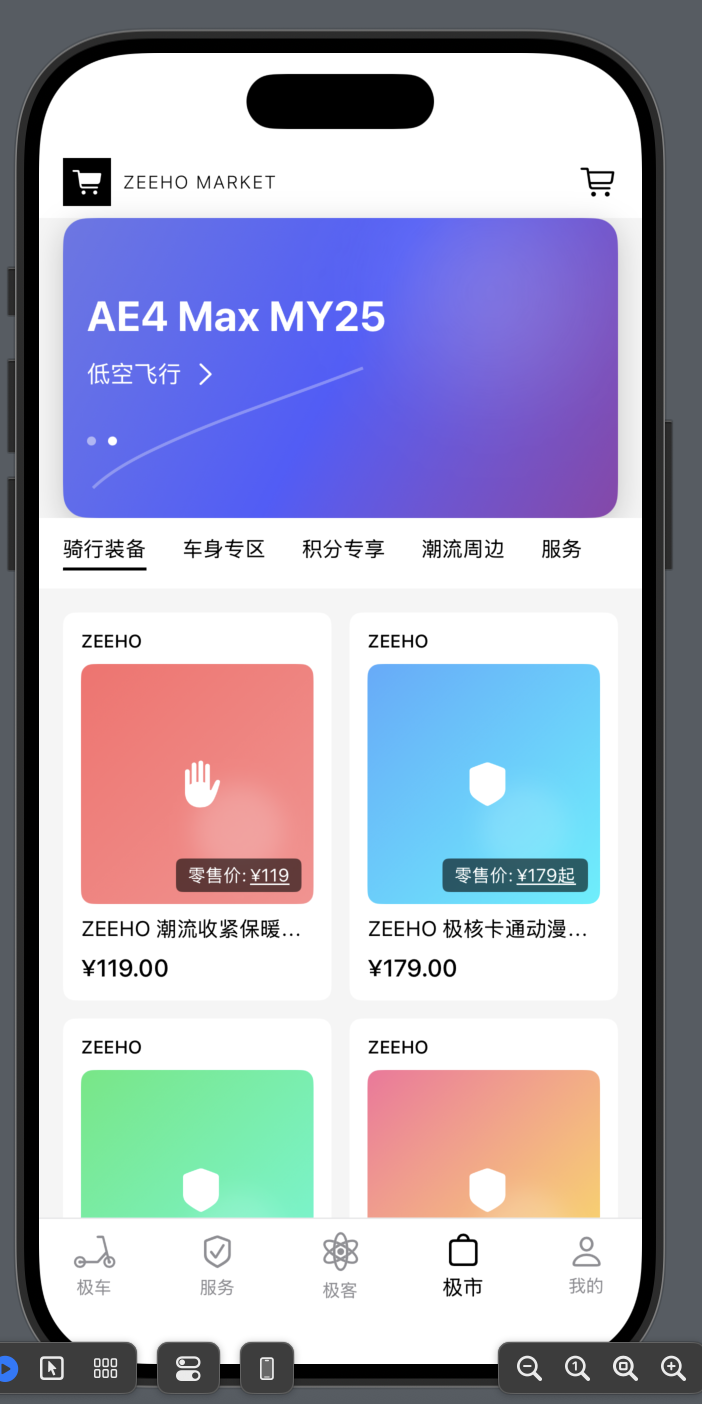 ZEEHO MARKET
AE4 Max MY25
低空飞行
骑行装备 车身专区 积分专享 潮流周边 服务
ZEEHO
ZEEHO
零售价: ¥119
零售价: ¥179起
ZEEHO 潮流收紧保暖...
ZEEHO 极核卡通动漫...
¥119.00
¥179.00
ZEEHO
ZEEHO
极车 服务 极客 极市 我的
1